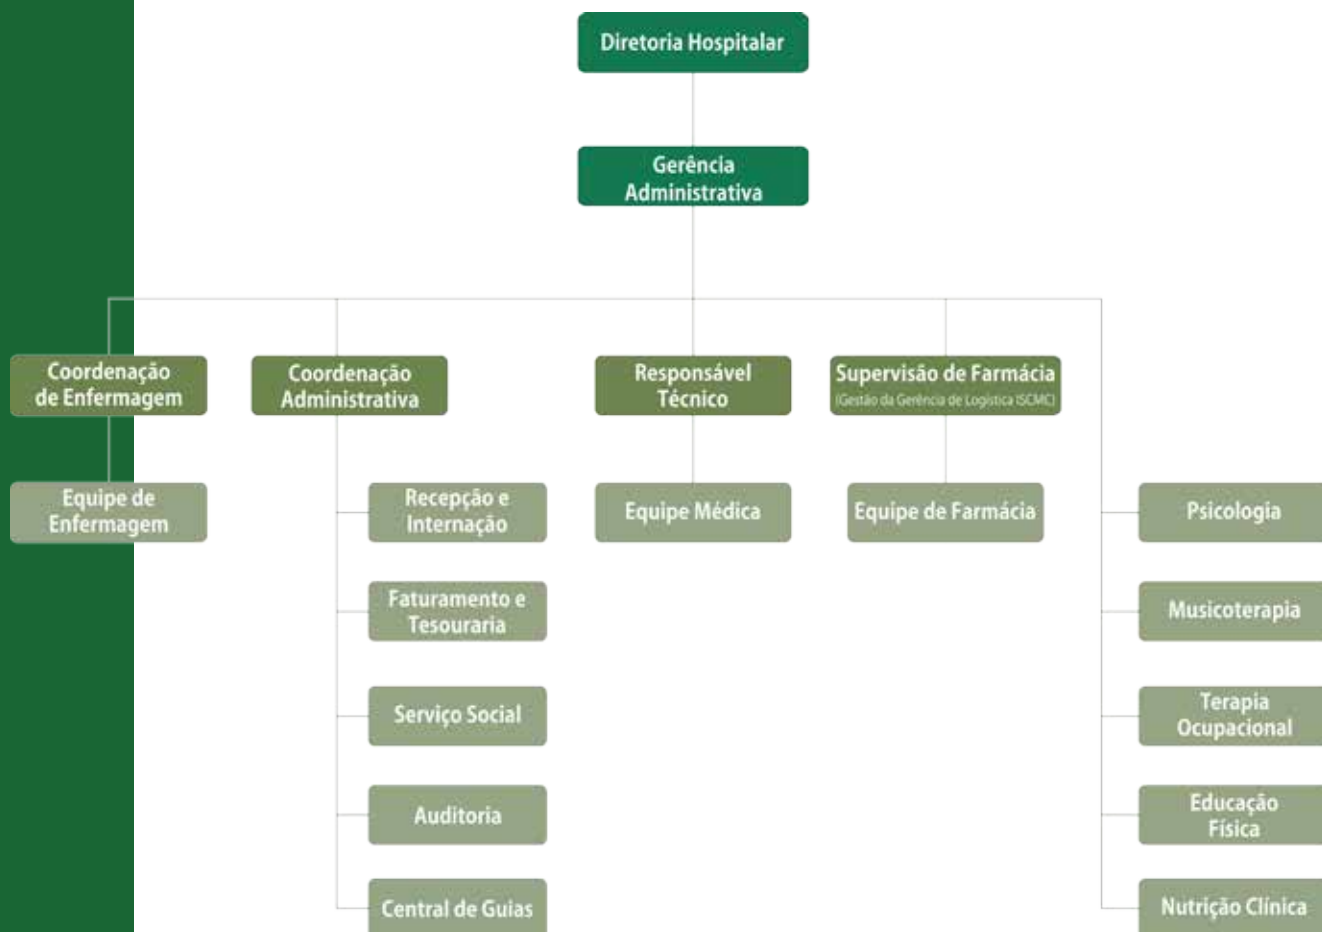 Diretoria Hospitalar
Gerência
Administrativa
Coordenação
de Enfermagem
Coordenação
Administrativa
Responsável
Técnico
Supervisão de Farmácia
(Gestão da Gerência de Logística ISCMC)
Equipe de
Enfermagem
Recepção e
Internação
Equipe Médica
Equipe de Farmácia
Psicologia
Faturamento e
Tesouraria
Musicoterapia
Serviço Social
Terapia
Ocupacional
Auditoria
Educação
Física
Central de Guias
Nutrição Clínica